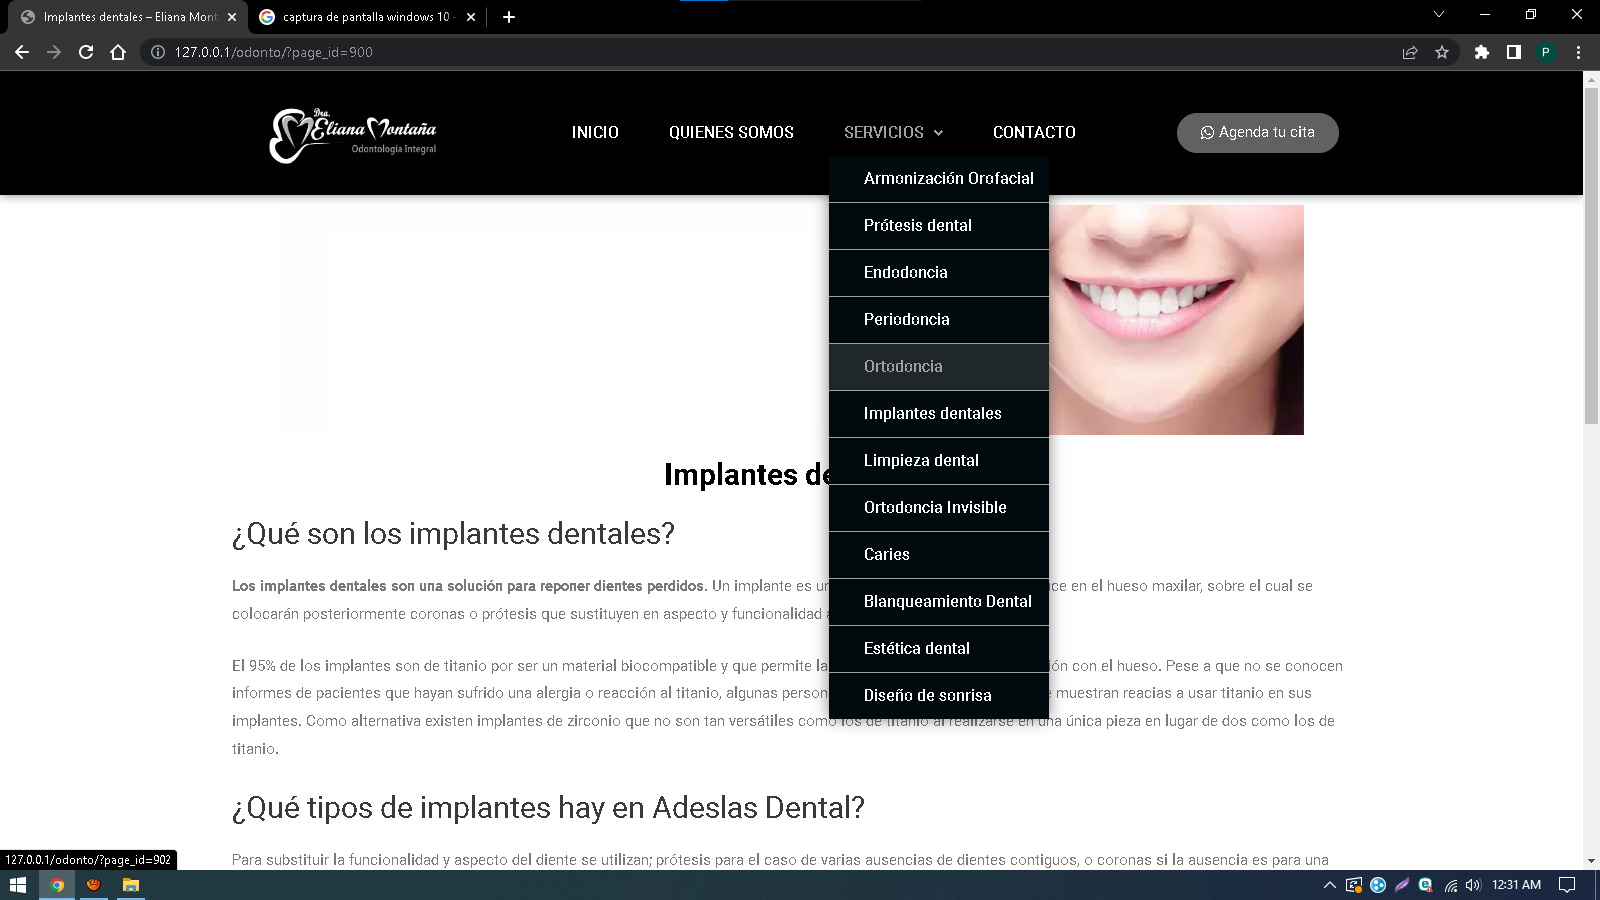 Implantes dentales – Eliana Mont
captura de pantalla windows 10 -
127.0.0.1/odonto/?page_id=900
P
Dra.
Eliana Montaña
Odontología Integral
INICIO
QUIENES SOMOS
SERVICIOS
CONTACTO
Agenda tu cita
Armonización Orofacial
Prótesis dental
Endodoncia
Periodoncia
Ortodoncia
Implantes dentales
Limpieza dental
Ortodoncia Invisible
Caries
Blanqueamiento Dental
Estética dental
Diseño de sonrisa
Implantes de
¿Qué son los implantes dentales?
Los implantes dentales son una solución para reponer dientes perdidos. Un implante es en el hueso maxilar, sobre el cual se
colocarán posteriormente coronas o prótesis que sustituyen en aspecto y funcionalidad
El 95% de los implantes son de titanio por ser un material biocompatible y que permite la con el hueso. Pese a que no se conocen
informes de pacientes que hayan sufrido una alergia o reacción al titanio, algunas muestran reacias a usar titanio en sus
implantes. Como alternativa existen implantes de zirconio que no son tan versátiles como los de titanio al realizarse en una única pieza en lugar de dos como los de
titanio.
¿Qué tipos de implantes hay en Adeslas Dental?
Para substituir la funcionalidad y aspecto del diente se utilizan; prótesis para el caso de varias ausencias de dientes contiguos, o coronas si la ausencia es para una
127.0.0.1/odonto/?page_id=902
12:31 AM